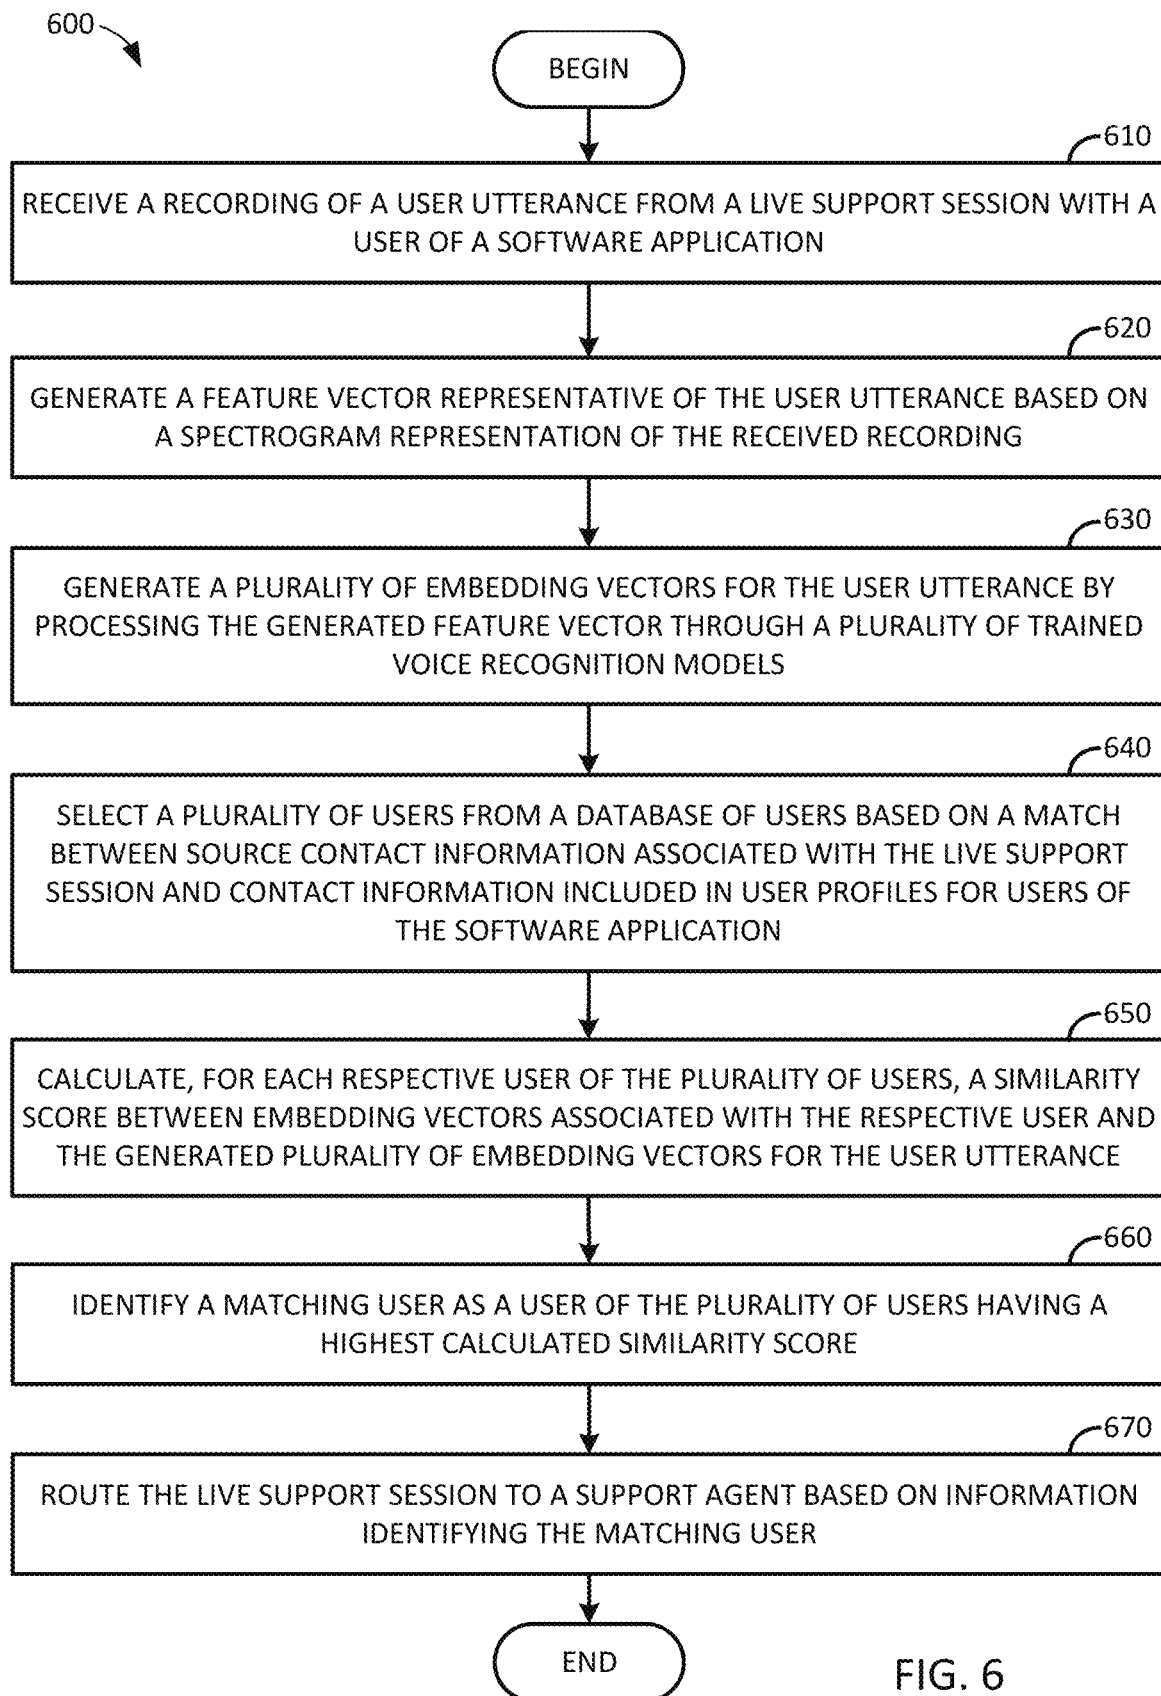 600
BEGIN
610
RECEIVE A RECORDING OF A USER UTTERANCE FROM A LIVE SUPPORT SESSION WITH A
USER OF A SOFTWARE APPLICATION
620
GENERATE A FEATURE VECTOR REPRESENTATIVE OF THE USER UTTERANCE BASED ON
A SPECTROGRAM REPRESENTATION OF THE RECEIVED RECORDING
630
GENERATE A PLURALITY OF EMBEDDING VECTORS FOR THE USER UTTERANCE BY
PROCESSING THE GENERATED FEATURE VECTOR THROUGH A PLURALITY OF TRAINED
VOICE RECOGNITION MODELS
640
SELECT A PLURALITY OF USERS FROM A DATABASE OF USERS BASED ON A MATCH
BETWEEN SOURCE CONTACT INFORMATION ASSOCIATED WITH THE LIVE SUPPORT
SESSION AND CONTACT INFORMATION INCLUDED IN USER PROFILES FOR USERS OF
THE SOFTWARE APPLICATION
650
CALCULATE, FOR EACH RESPECTIVE USER OF THE PLURALITY OF USERS, A SIMILARITY
SCORE BETWEEN EMBEDDING VECTORS ASSOCIATED WITH THE RESPECTIVE USER AND
THE GENERATED PLURALITY OF EMBEDDING VECTORS FOR THE USER UTTERANCE
660
IDENTIFY A MATCHING USER AS A USER OF THE PLURALITY OF USERS HAVING A
HIGHEST CALCULATED SIMILARITY SCORE
670
ROUTE THE LIVE SUPPORT SESSION TO A SUPPORT AGENT BASED ON INFORMATION
IDENTIFYING THE MATCHING USER
END
FIG. 6